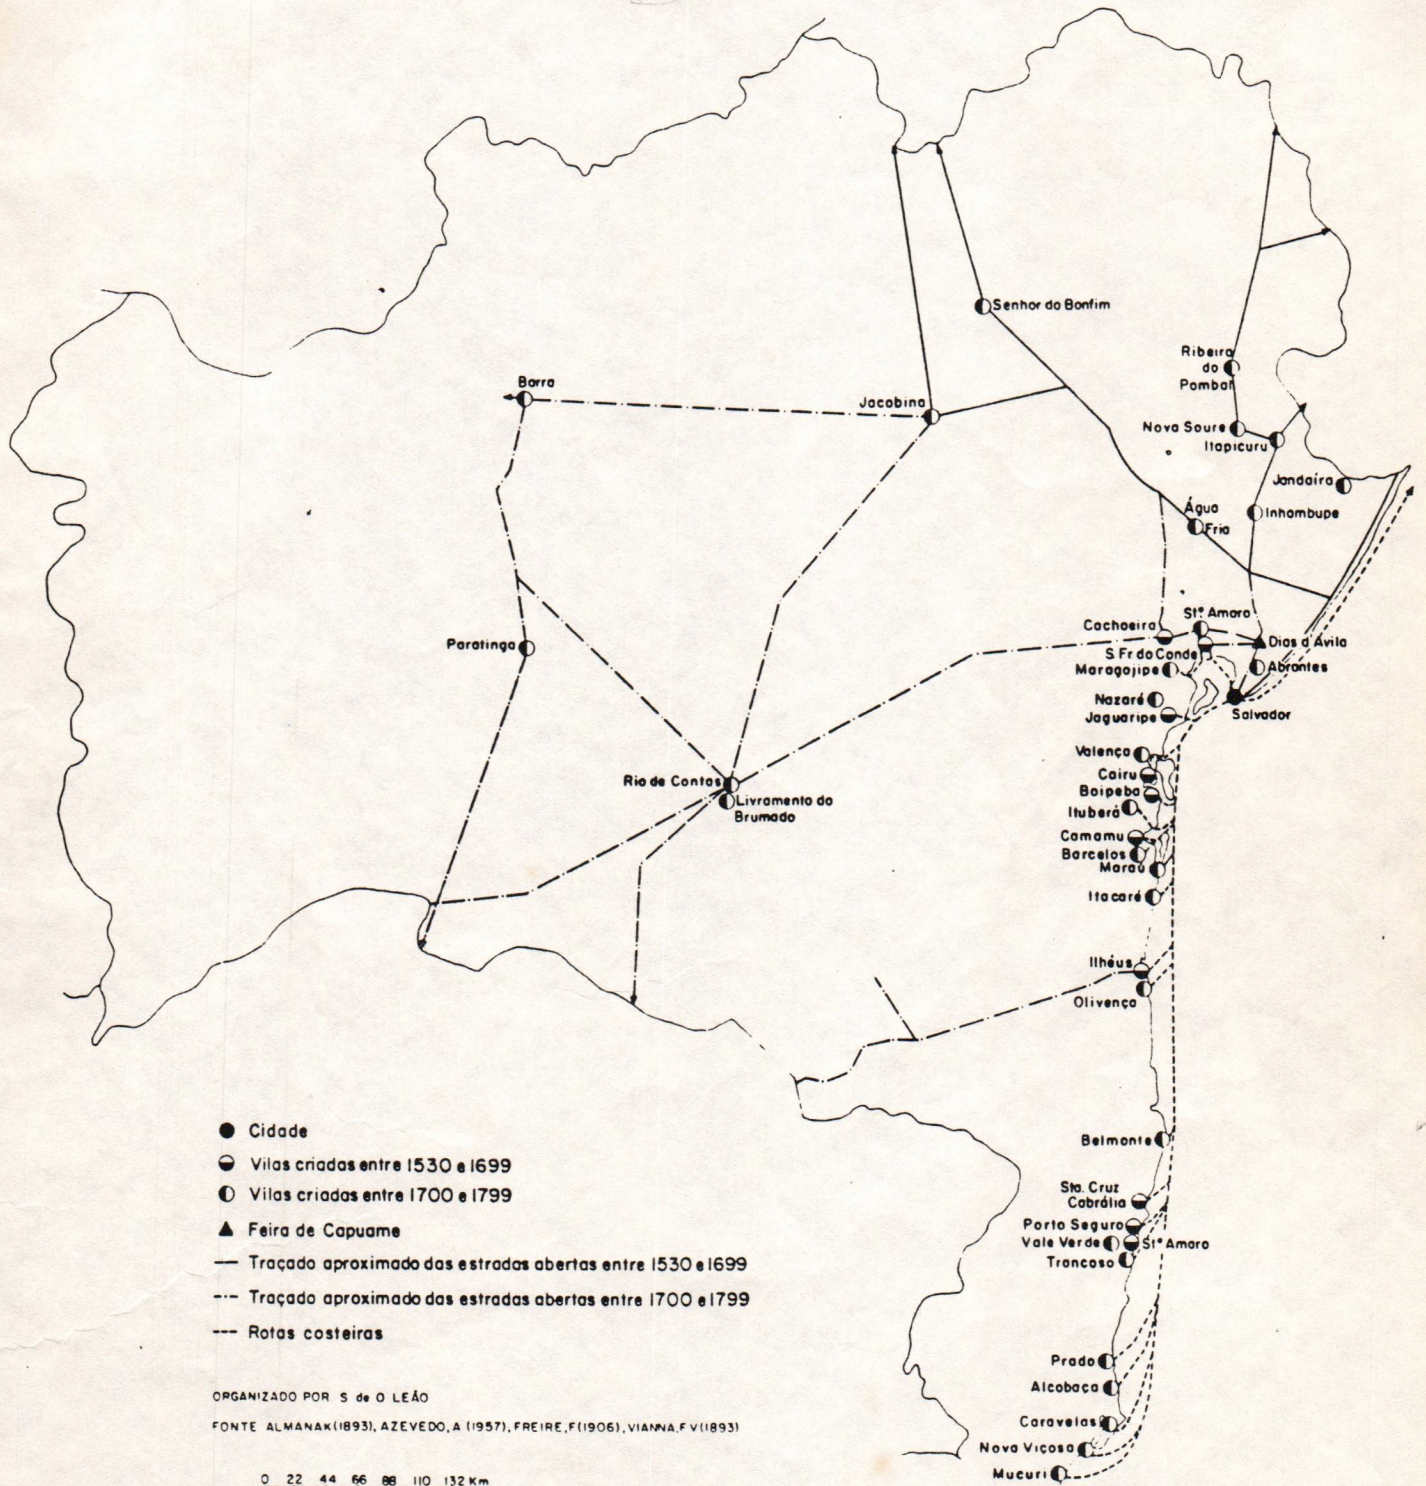 Senhor do Bonfim
Ribeira
do
Pombal
Barra
Jacobina
Nova Soure
Itapicuru
Jandaíra
Água
Fria
Inhambupe
Stº Amaro
Cachoeira
S Fr do Conde
Dias d Ávila
Maragojipe
Abrantes
Paratinga
Nazaré
Jaguaripe
Salvador
Valença
Cairu
Boipeba
Ituberá
Rio de Contas
Livramento do
Brumado
Camamu
Barcelos
Maraú
Itacaré
Ilhéus
Olivença
Belmonte
Sta. Cruz
Cabrália
Porto Seguro
Vale Verde
Stº Amaro
Trancoso
Prado
Alcobaça
Caravelas
Nova Viçosa
Mucuri
Cidade
Vilas criadas entre 1530 e 1699
Vilas criadas entre 1700 e 1799
Feira de Capuame
Traçado aproximado das estradas abertas entre 1530 e 1699
Traçado aproximado das estradas abertas entre 1700 e 1799
Rotas costeiras
ORGANIZADO POR S de O LEÃO
FONTE ALMANAK(1893), AZEVEDO, A (1957), FREIRE, F(1906), VIANNA, F V(1893)
0 22 44 66 88 110 132 Km